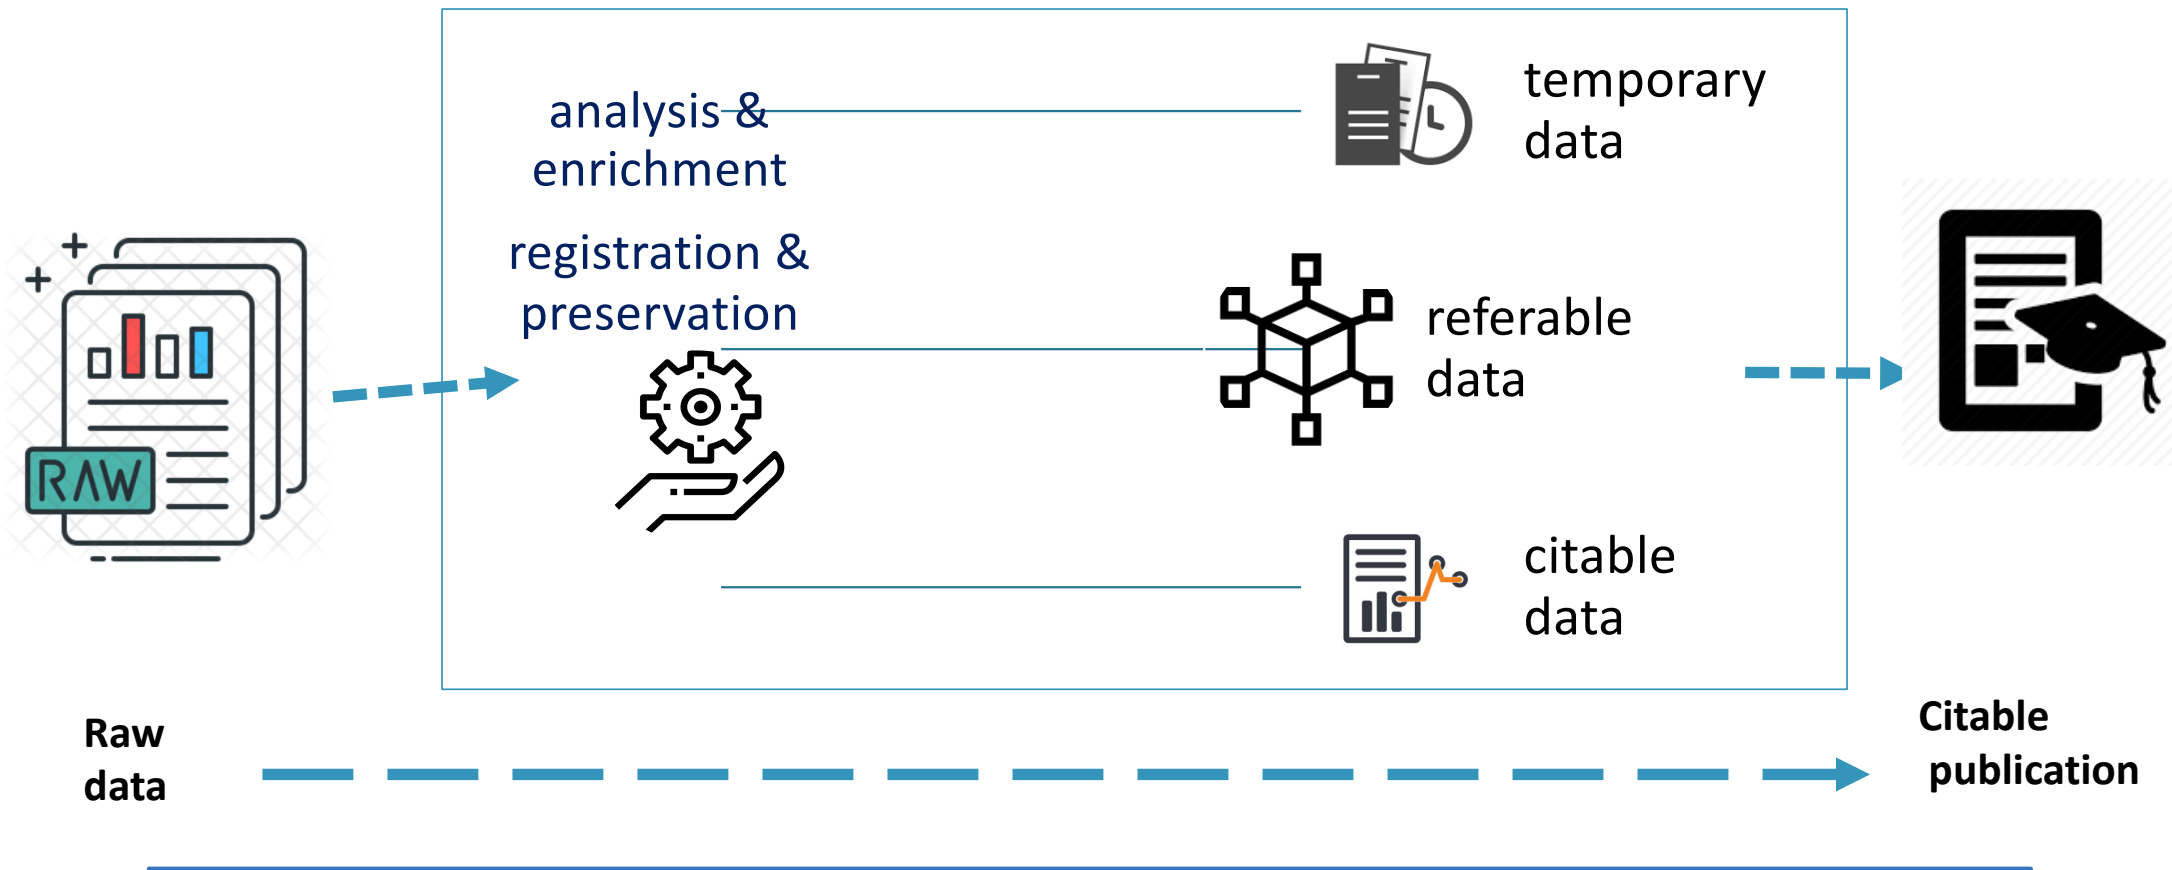 analysis &
enrichment
registration &
preservation
temporary
data
referable
data
citable
data
RAW
Raw
data
Citable
publication